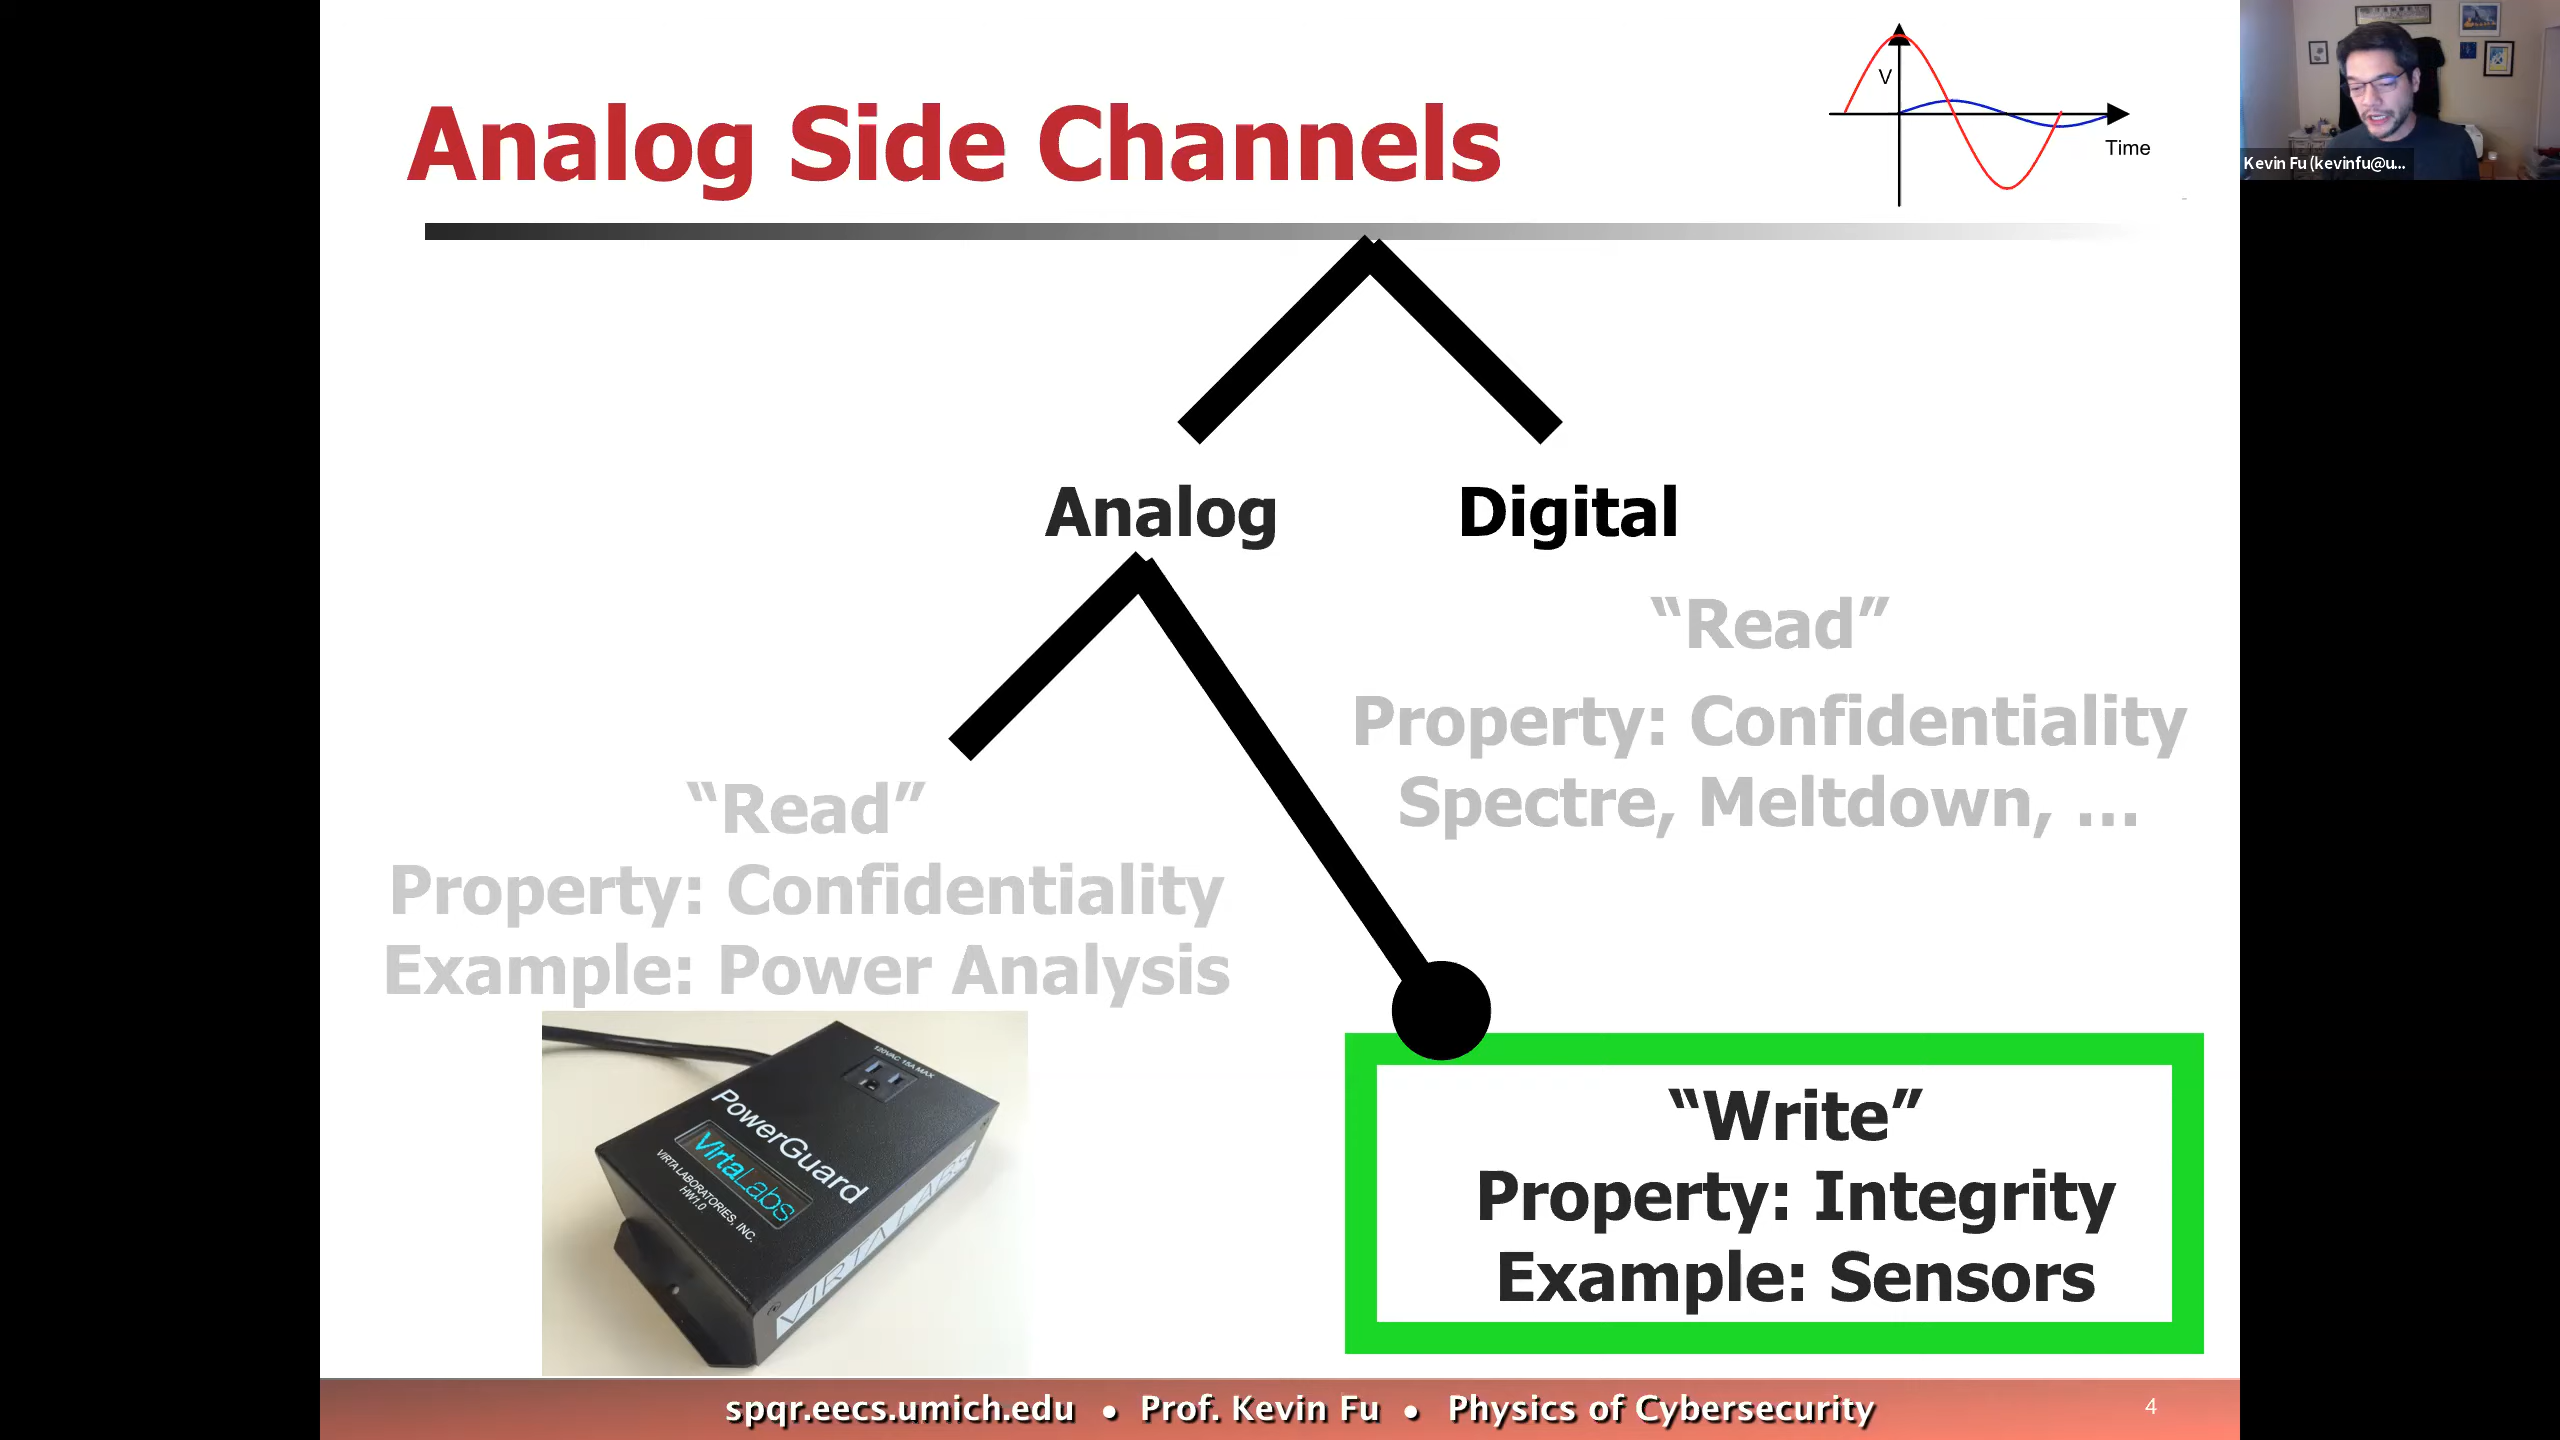 Analog Side Channels
V
Time
Kevin Fu (kevinfu@u...
Analog
Digital
“Read”
Property: Confidentiality
Spectre, Meltdown, ...
“Read”
Property: Confidentiality
Example: Power Analysis
120VAC 15A MAX
PowerGuard
VirtaLabs
VIRTA LABORATORIES, INC.
HW1.0
VIRTA LABS
“Write”
Property: Integrity
Example: Sensors
spqr.eecs.umich.edu • Prof. Kevin Fu • Physics of Cybersecurity
4